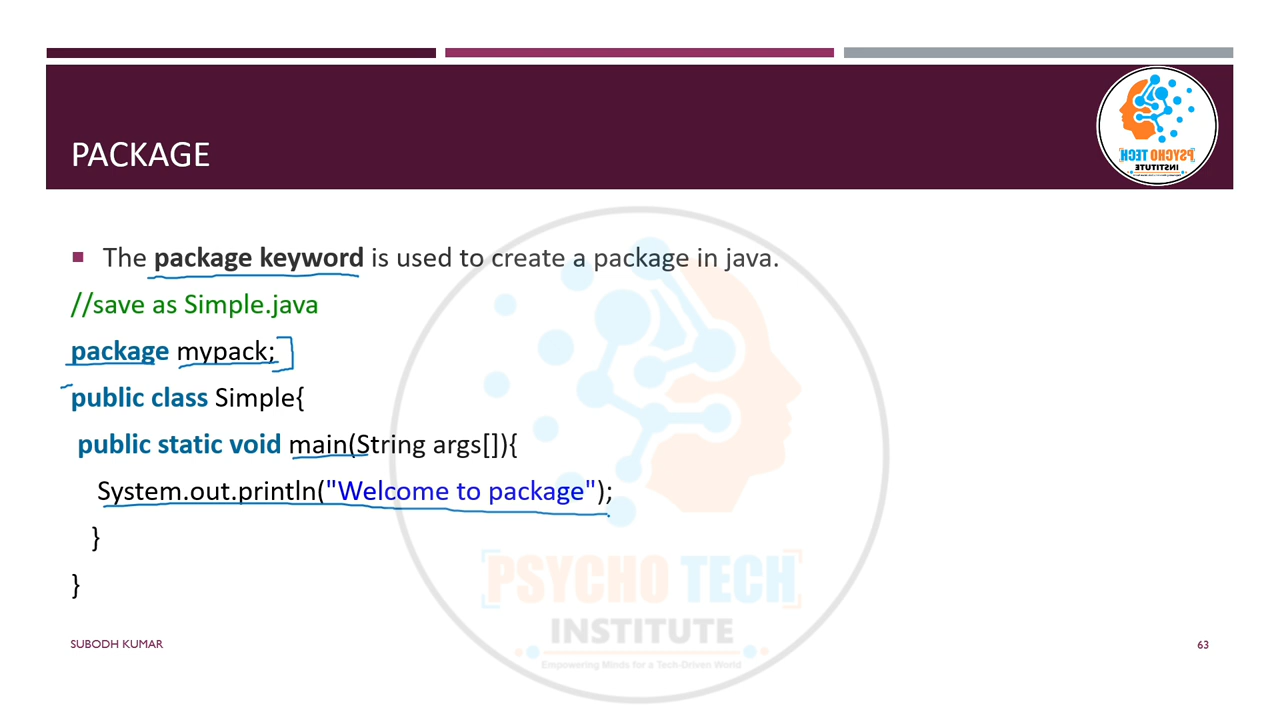 PSYCHO TECH
INSTITUTE
PACKAGE
The package keyword is used to create a package in java.
//save as Simple.java
package mypack;
public class Simple{
public static void main(String args[]){
System.out.println("Welcome to package");
}
}
PSYCHO TECH
INSTITUTE
Empowering Minds for a Tech-Driven World
SUBODH KUMAR
63